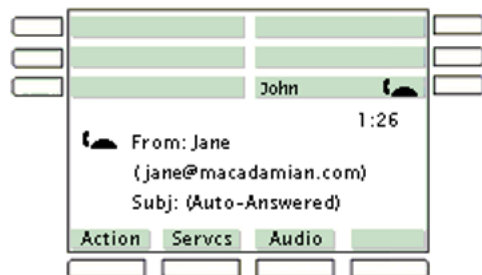 John
1:26
From: Jane
(jane@macadamian.com)
Subj: (Auto-Answered)
Action Servcs Audio